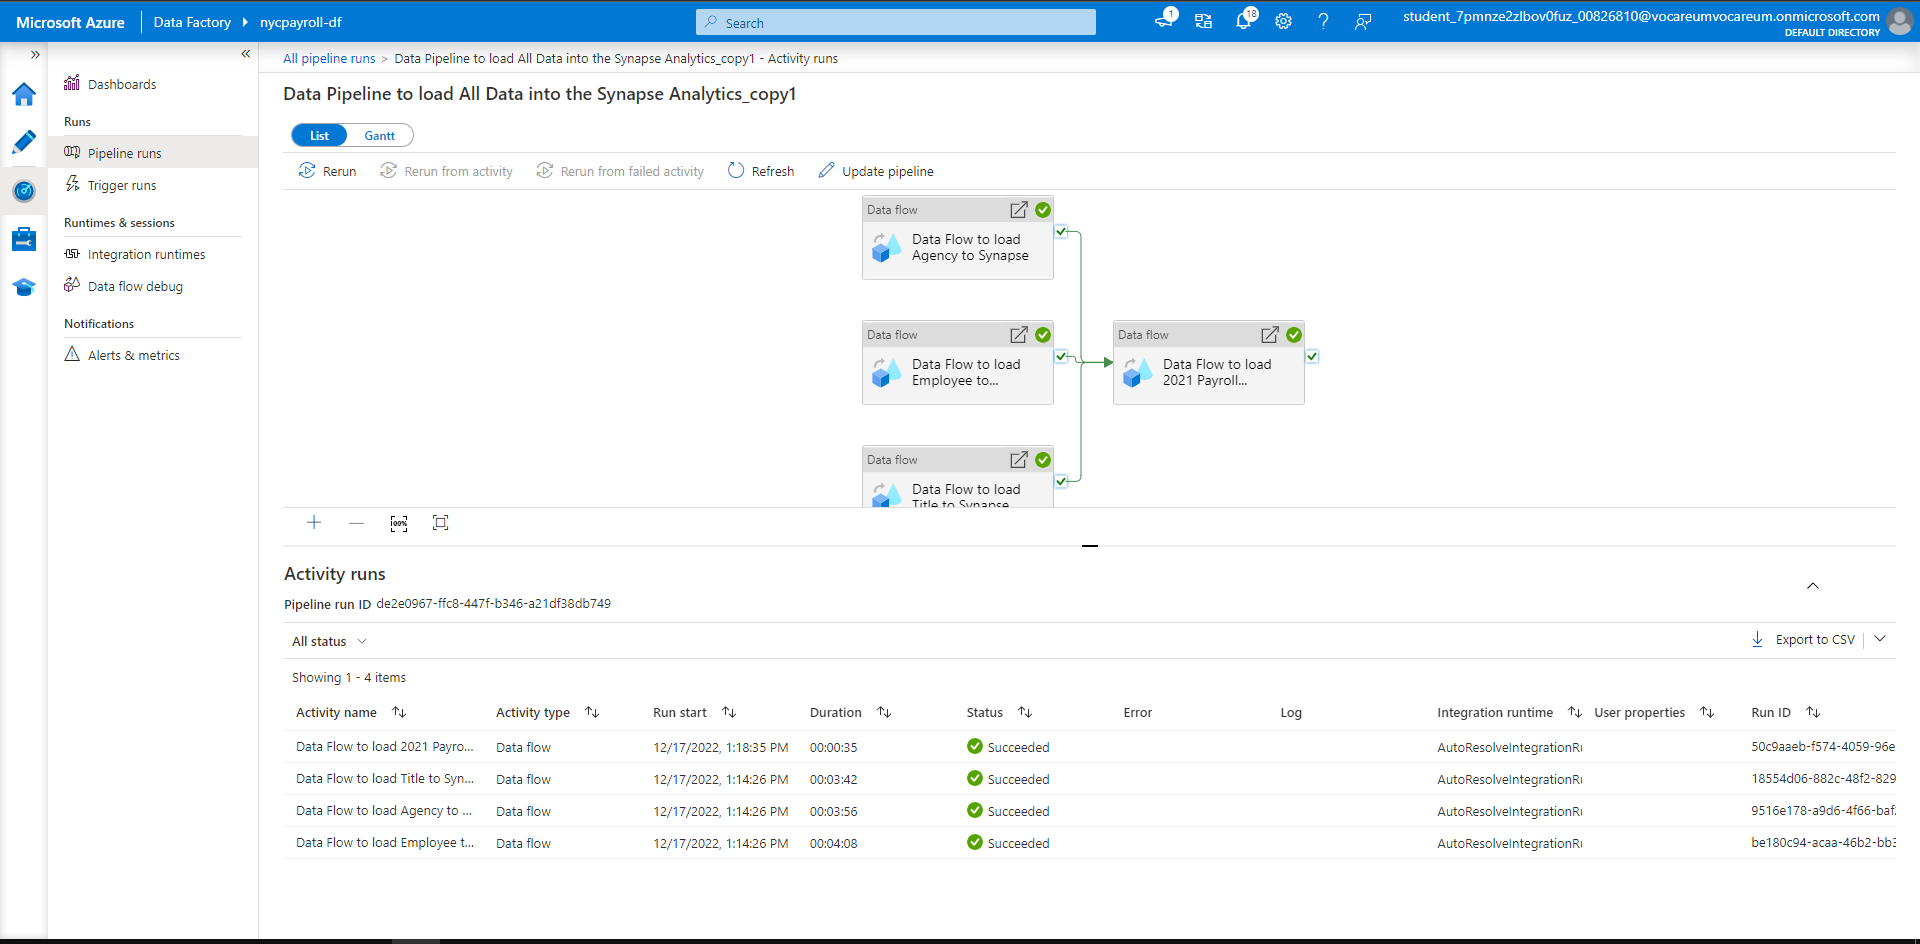 Microsoft Azure Data Factory nycpayroll-df Search 1 18 student_7pmnze2zlbov0fuz_00826810@vocareumvocareum.onmicrosoft.com
DEFAULT DIRECTORY
All pipeline runs > Data Pipeline to load All Data into the Synapse Analytics_copy1 - Activity runs
Dashboards
Runs
Pipeline runs
Trigger runs
Runtimes & sessions
Integration runtimes
Data flow debug
Notifications
Alerts & metrics
Data Pipeline to load All Data into the Synapse Analytics_copy1
List Gantt
Rerun Rerun from activity Rerun from failed activity Refresh Update pipeline
Data flow
Data Flow to load
Agency to Synapse
Data flow
Data Flow to load
Employee to...
Data flow
Data Flow to load
2021 Payroll...
Data flow
Data Flow to load
Title to Synapse
100%
Activity runs
Pipeline run ID de2e0967-ffc8-447f-b346-a21df38db749
All status Export to CSV
Showing 1 - 4 items
Activity name Activity type Run start Duration Status Error Log Integration runtime User properties Run ID
Data Flow to load 2021 Payro... Data flow 12/17/2022, 1:18:35 PM 00:00:35 Succeeded AutoResolveIntegrationRu 50c9aaeb-f574-4059-96e
Data Flow to load Title to Syn... Data flow 12/17/2022, 1:14:26 PM 00:03:42 Succeeded AutoResolveIntegrationRu 18554d06-882c-48f2-829
Data Flow to load Agency to ... Data flow 12/17/2022, 1:14:26 PM 00:03:56 Succeeded AutoResolveIntegrationRu 9516e178-a9d6-4f66-baf
Data Flow to load Employee t... Data flow 12/17/2022, 1:14:26 PM 00:04:08 Succeeded AutoResolveIntegrationRu be180c94-acaa-46b2-bb3